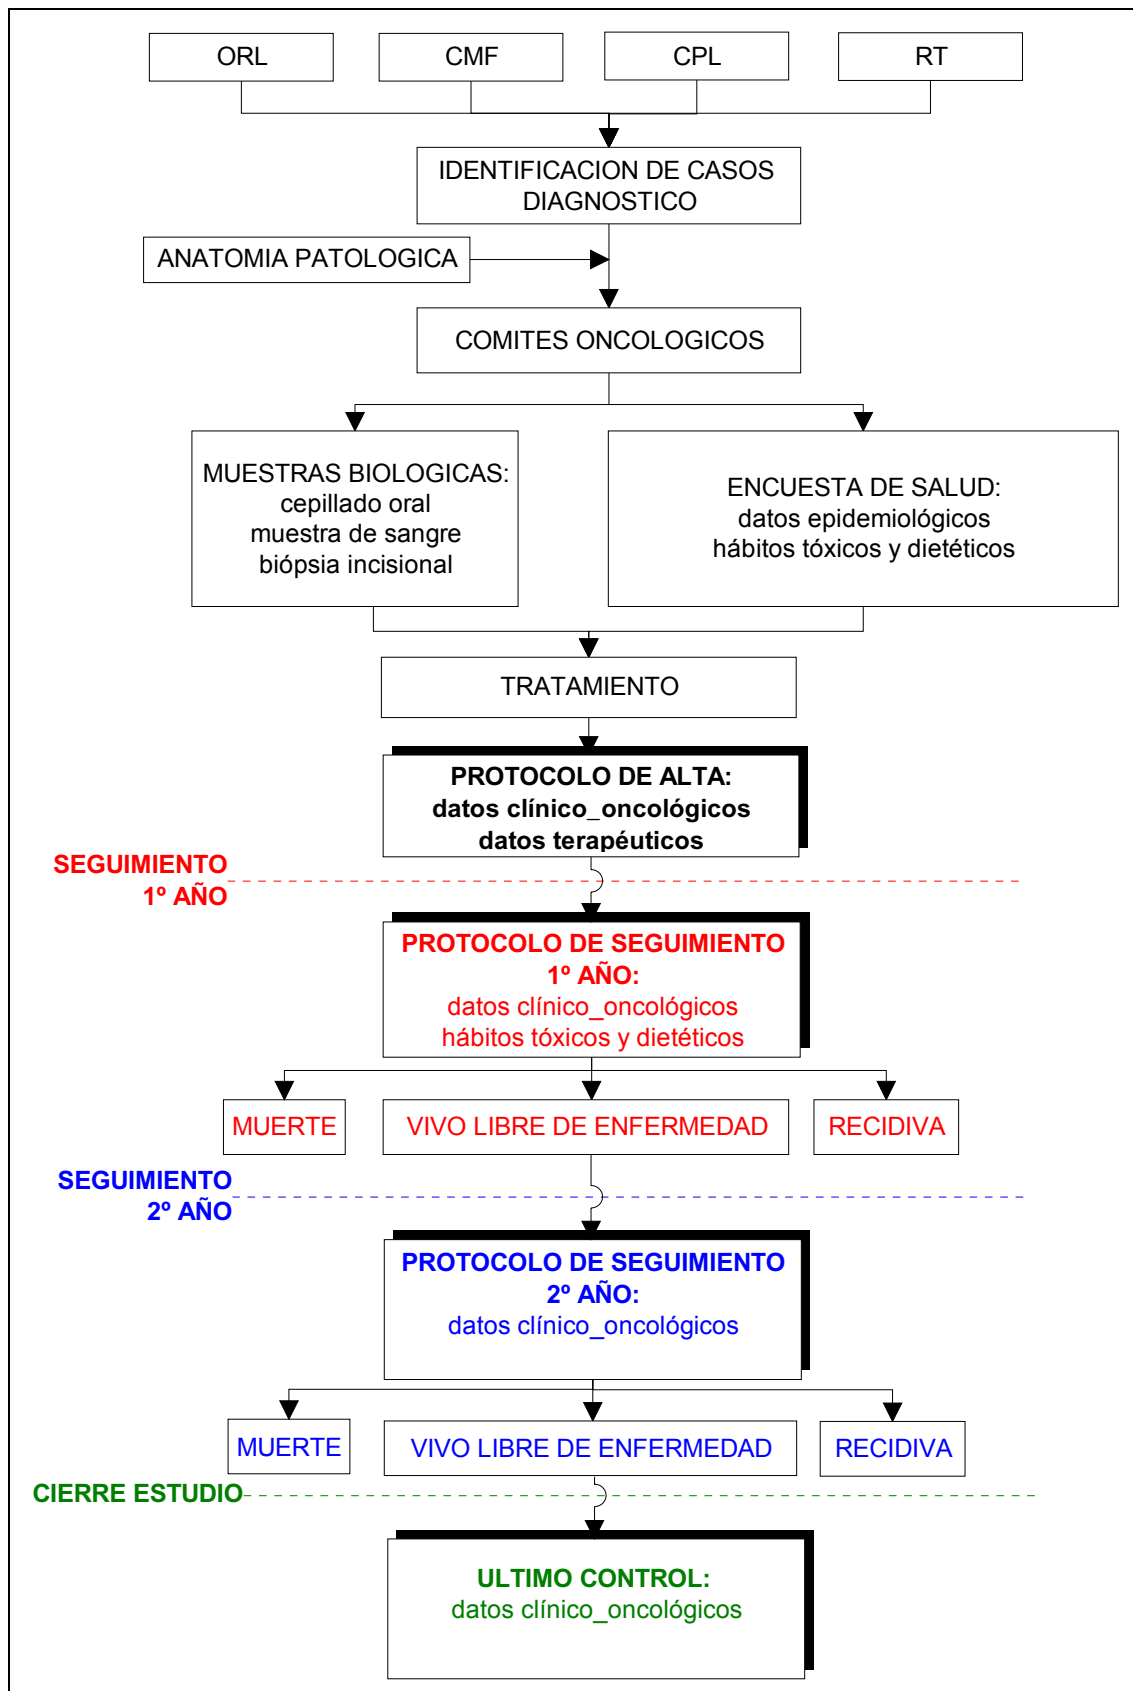 ORL
CMF
CPL
RT
IDENTIFICACION DE CASOS
DIAGNOSTICO
ANATOMIA PATOLOGICA
COMITES ONCOLOGICOS
MUESTRAS BIOLOGICAS:
cepillado oral
muestra de sangre
biópsia incisional
ENCUESTA DE SALUD:
datos epidemiológicos
hábitos tóxicos y dietéticos
TRATAMIENTO
PROTOCOLO DE ALTA:
datos clínico_oncológicos
datos terapéuticos
SEGUIMIENTO
1º AÑO
PROTOCOLO DE SEGUIMIENTO
1º AÑO:
datos clínico_oncológicos
hábitos tóxicos y dietéticos
MUERTE
VIVO LIBRE DE ENFERMEDAD
RECIDIVA
SEGUIMIENTO
2º AÑO
PROTOCOLO DE SEGUIMIENTO
2º AÑO:
datos clínico_oncológicos
MUERTE
VIVO LIBRE DE ENFERMEDAD
RECIDIVA
CIERRE ESTUDIO
ULTIMO CONTROL:
datos clínico_oncológicos